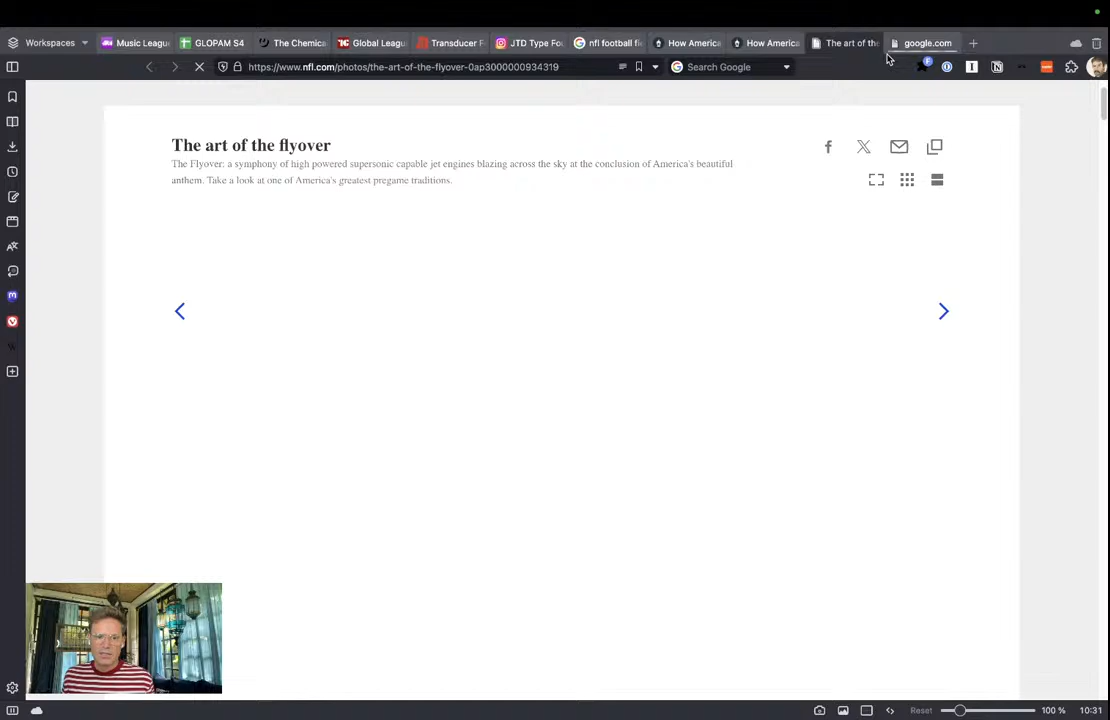 Workspaces
Music Leagu
GLOPAM S4
The Chemica
Global Leagu
Transducer F
JTD Type Fo
nfl football fi
How America
How America
The art of the
google.com
https://www.nfl.com/photos/the-art-of-the-flyover-0ap3000000934319
Search Google
The art of the flyover
The Flyover: a symphony of high powered supersonic capable jet engines blazing across the sky at the conclusion of America's beautiful
anthem. Take a look at one of America's greatest pregame traditions.
Reset
100 %
10:31